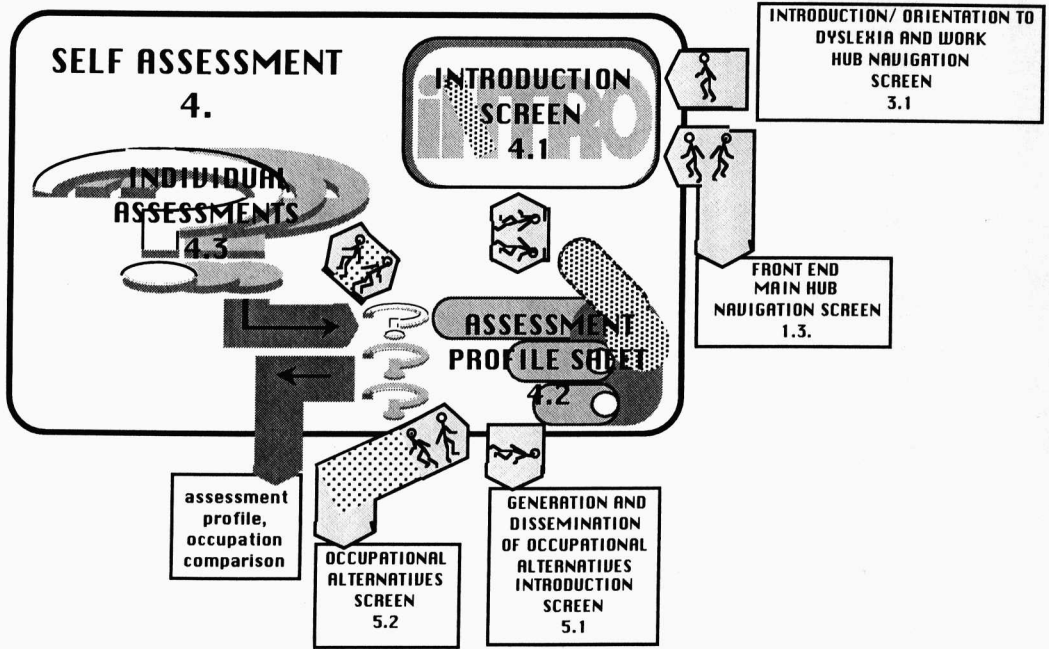 SELF ASSESSMENT
4.
INTRODUCTION
SCREEN
4.1
iNTRO
INTRODUCTION/ ORIENTATION TO
DYSLEXIA AND WORK
HUB NAVIGATION
SCREEN
3.1
INDIVIDUAL
ASSESSMENTS
4.3
FRONT END
MAIN HUB
NAVIGATION SCREEN
1.3.
?
?
?
ASSESSMENT
PROFILE SHEET
4.2
assessment
profile,
occupation
comparison
OCCUPATIONAL
ALTERNATIVES
SCREEN
5.2
GENERATION AND
DISSEMINATION
OF OCCUPATIONAL
ALTERNATIVES
INTRODUCTION
SCREEN
5.1